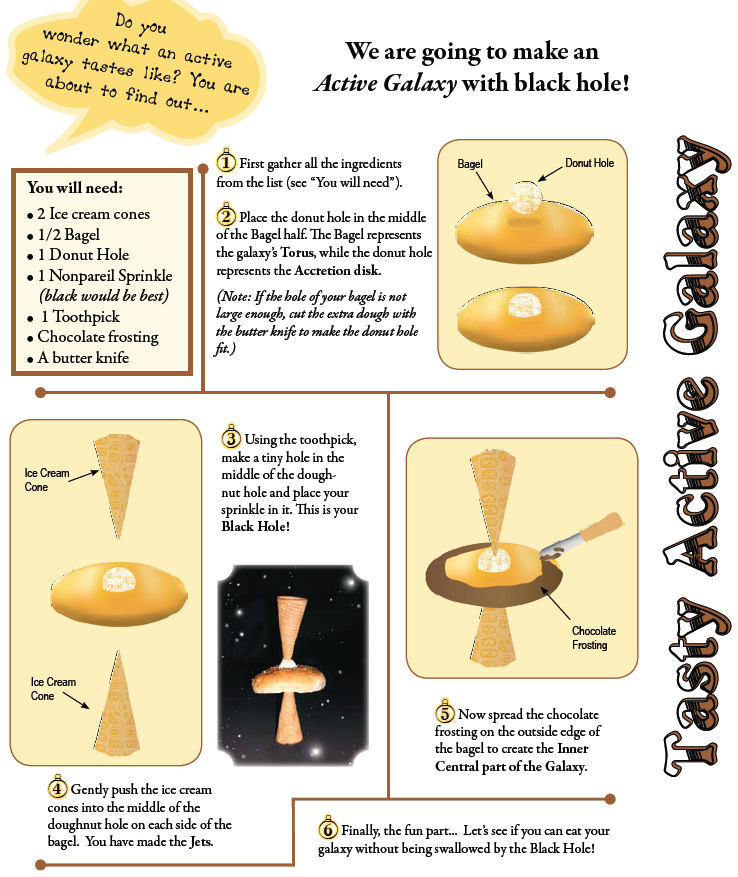 Do you
wonder what an active
galaxy tastes like? You are
about to find out...
We are going to make an
Active Galaxy with black hole!
You will need:
• 2 Ice cream cones
• 1/2 Bagel
• 1 Donut Hole
• 1 Nonpareil Sprinkle
(black would be best)
• 1 Toothpick
• Chocolate frosting
• A butter knife
1 First gather all the ingredients
from the list (see “You will need”).
2 Place the donut hole in the middle
of the Bagel half. The Bagel represents
the galaxy’s Torus, while the donut hole
represents the Accretion disk.
(Note: If the hole of your bagel is not
large enough, cut the extra dough with
the butter knife to make the donut hole
fit.)
Bagel
Donut Hole
Tasty Active Galaxy
Ice Cream
Cone
Ice Cream
Cone
3 Using the toothpick,
make a tiny hole in the
middle of the dough-
nut hole and place your
sprinkle in it. This is your
Black Hole!
4 Gently push the ice cream
cones into the middle of the
doughnut hole on each side of the
bagel. You have made the Jets.
Chocolate
Frosting
5 Now spread the chocolate
frosting on the outside edge of
the bagel to create the Inner
Central part of the Galaxy.
6 Finally, the fun part... Let’s see if you can eat your
galaxy without being swallowed by the Black Hole!